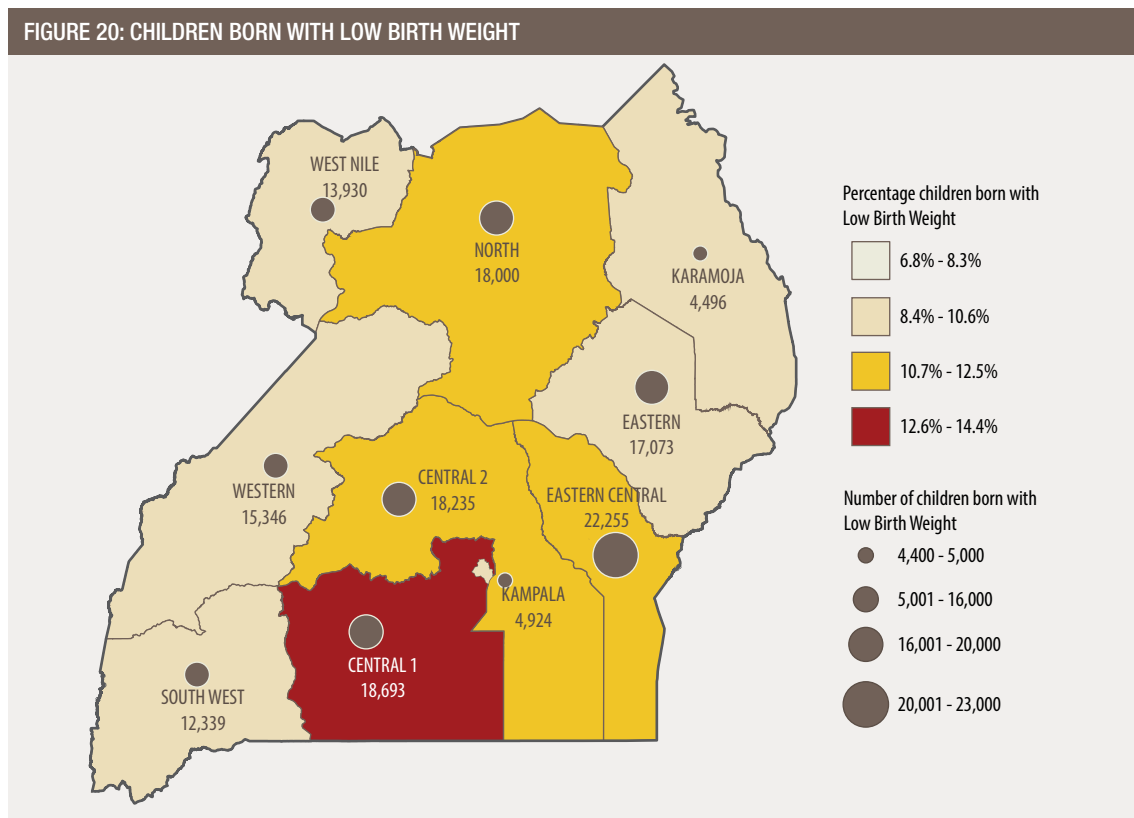 FIGURE 20: CHILDREN BORN WITH LOW BIRTH WEIGHT
WEST NILE
13,930
NORTH
18,000
KARAMOJA
4,496
EASTERN
17,073
WESTERN
15,346
CENTRAL 2
18,235
EASTERN CENTRAL
22,255
KAMPALA
4,924
CENTRAL 1
18,693
SOUTH WEST
12,339
Percentage children born with
Low Birth Weight
6.8% - 8.3%
8.4% - 10.6%
10.7% - 12.5%
12.6% - 14.4%
Number of children born with
Low Birth Weight
4,400 - 5,000
5,001 - 16,000
16,001 - 20,000
20,001 - 23,000